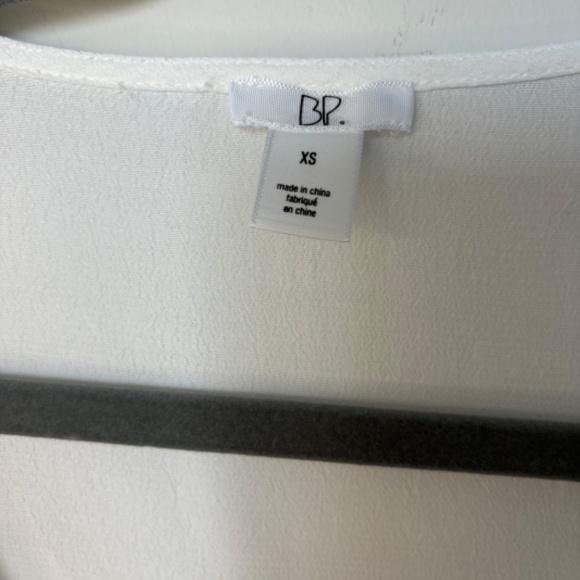 BP.
XS
made in china
fabriqué
en chine